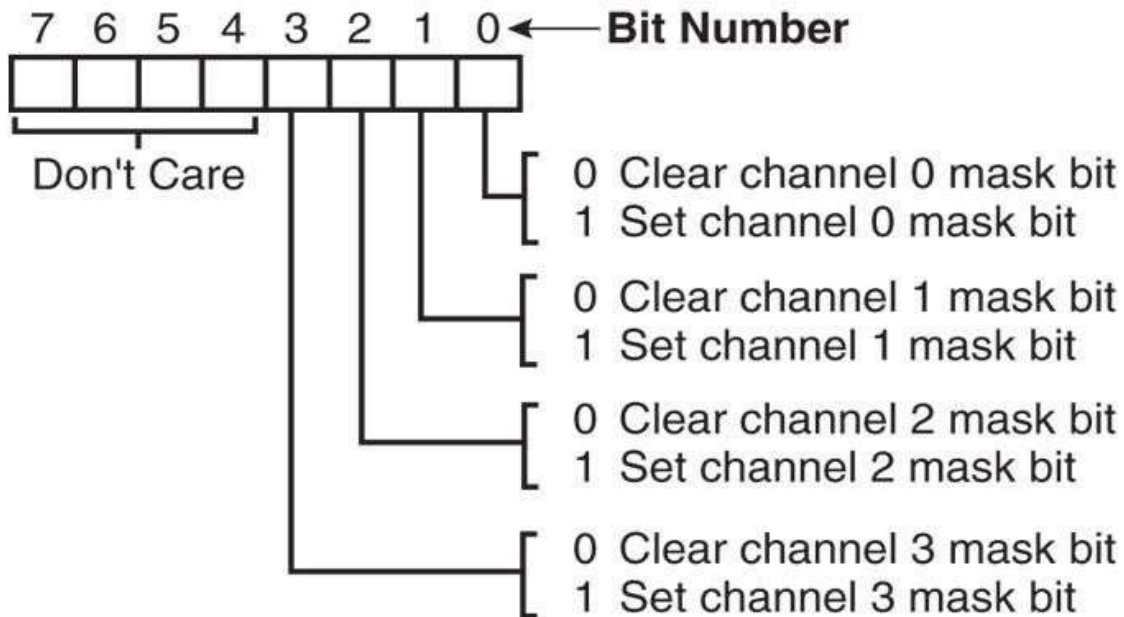 7 6 5 4 3 2 1 0 Bit Number
Don't Care
0 Clear channel 0 mask bit
1 Set channel 0 mask bit
0 Clear channel 1 mask bit
1 Set channel 1 mask bit
0 Clear channel 2 mask bit
1 Set channel 2 mask bit
0 Clear channel 3 mask bit
1 Set channel 3 mask bit